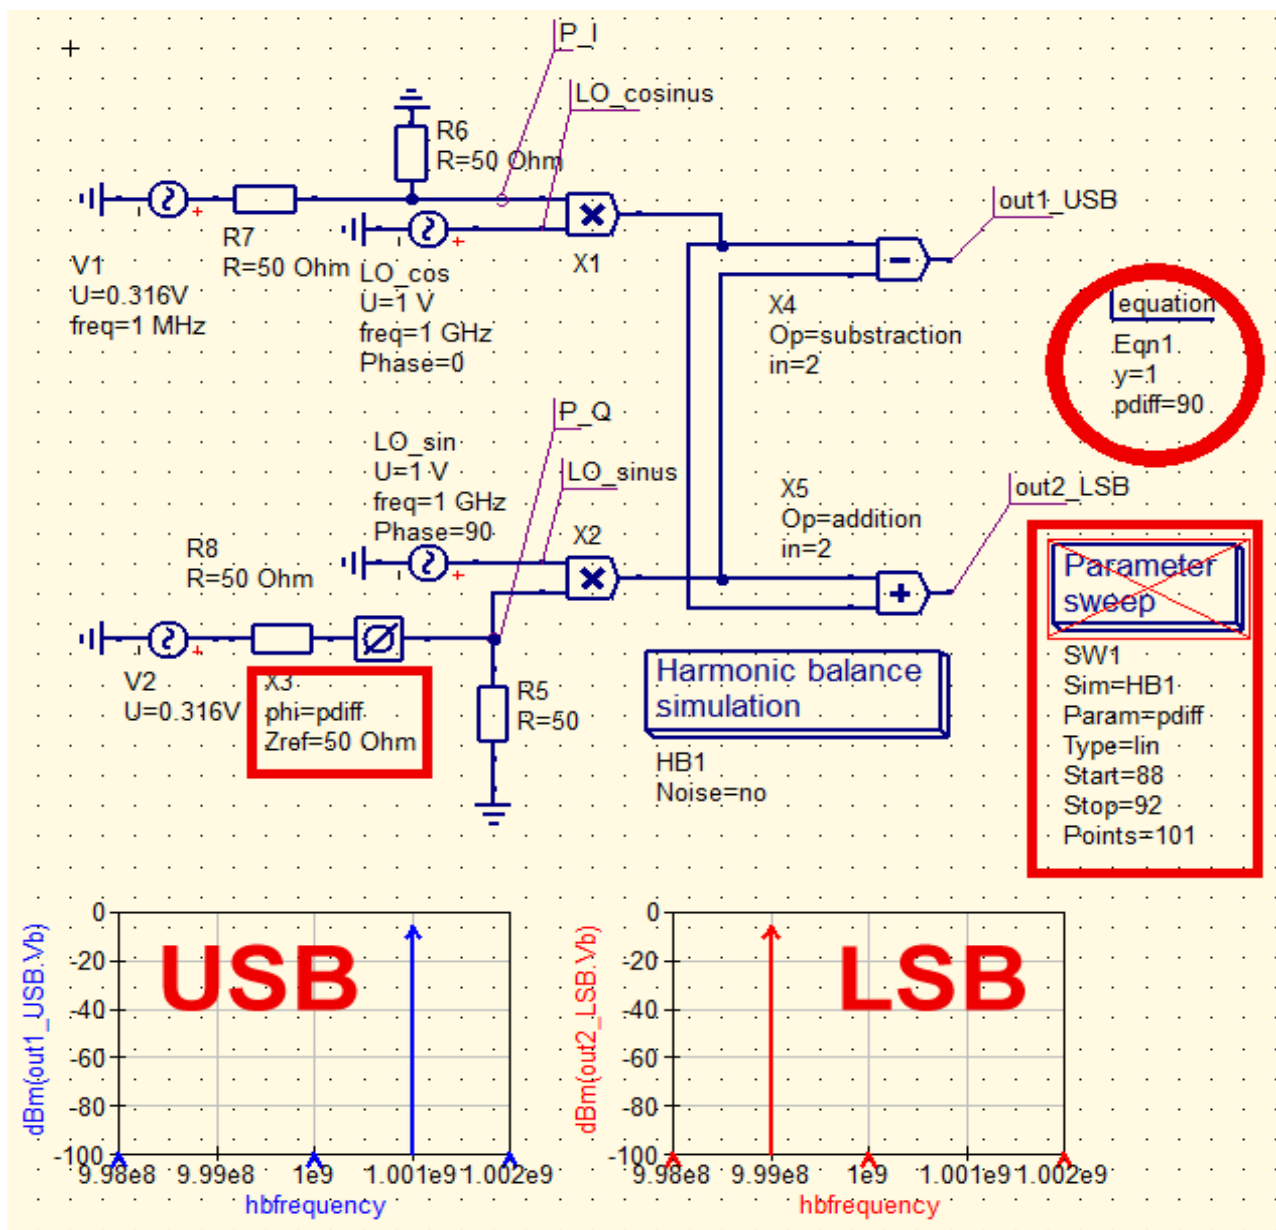 P_I
LO_cosinus
R6
R=50 Ohm
out1_USB
R7
R=50 Ohm
X1
V1
U=0.316V
freq=1 MHz
LO_cos
U=1 V
freq=1 GHz
Phase=0
X4
Op=substraction
in=2
equation
Eqn1
y=1
pdiff=90
P_Q
LO_sin
U=1 V
freq=1 GHz
Phase=90
LO_sinus
X5
Op=addition
in=2
out2_LSB
R8
R=50 Ohm
X2
Parameter
sweep
SW1
Sim=HB1
Param=pdiff
Type=lin
Start=88
Stop=92
Points=101
V2
U=0.316V
X3
phi=pdiff
Zref=50 Ohm
R5
R=50
Harmonic balance
simulation
HB1
Noise=no
dBm(out1_USB.Vb)
0
-20
-40
-60
-80
-100
USB
9.98e8 9.99e8 1e9 1.001e9 1.002e9
hbfrequency
dBm(out2_LSB.Vb)
0
-20
-40
-60
-80
-100
LSB
9.98e8 9.99e8 1e9 1.001e9 1.002e9
hbfrequency